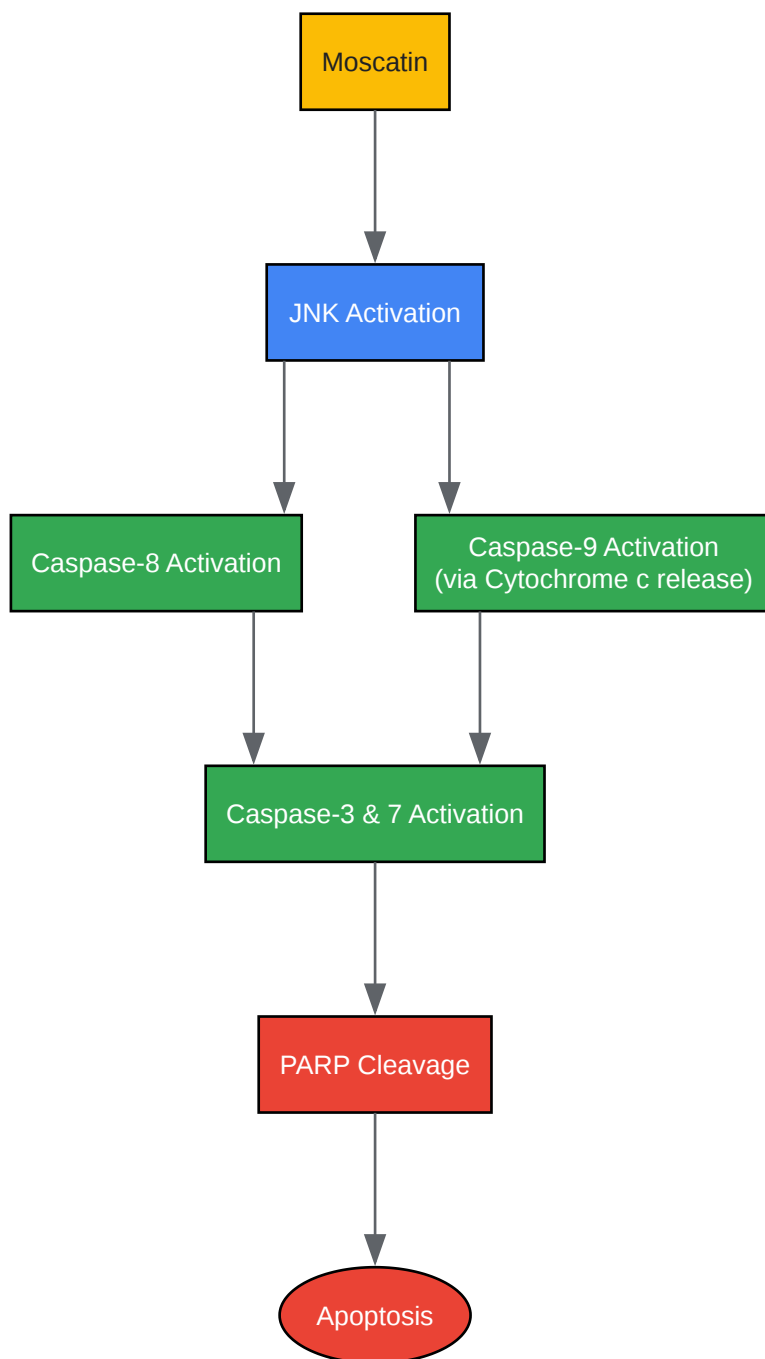 Moscatin
JNK Activation
Caspase-8 Activation
Caspase-9 Activation
(via Cytochrome c release)
Caspase-3 & 7 Activation
PARP Cleavage
Apoptosis